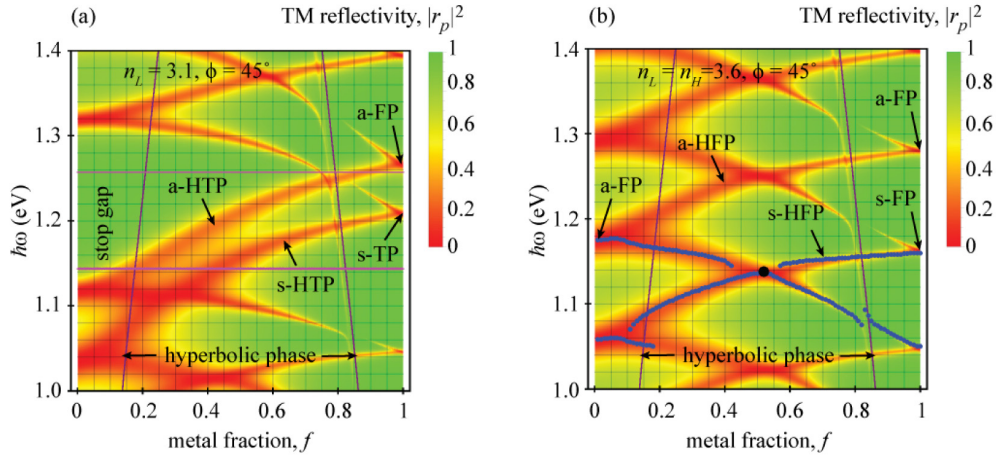 (a)
TM reflectivity, |r_p|²
n_L = 3.1, ϕ = 45°
a-FP
a-HTP
s-TP
s-HTP
stop gap
hyperbolic phase
ℏω (eV)
1.4
1.3
1.2
1.1
1.0
0
0.2
0.4
0.6
0.8
1
metal fraction, f
1
0.8
0.6
0.4
0.2
0
(b)
TM reflectivity, |r_p|²
n_L = n_H=3.6, ϕ = 45°
a-FP
a-HFP
a-FP
s-HFP
s-FP
hyperbolic phase
ℏω (eV)
1.4
1.3
1.2
1.1
1.0
0
0.2
0.4
0.6
0.8
1
metal fraction, f
1
0.8
0.6
0.4
0.2
0